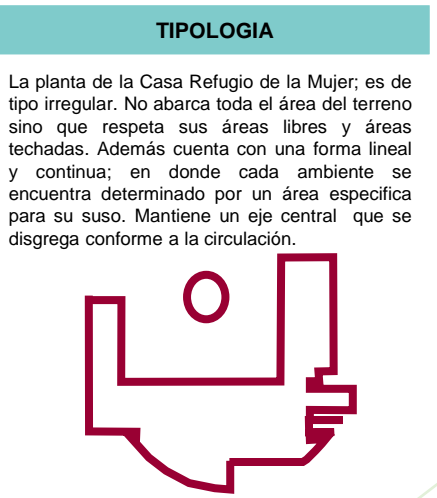 TIPOLOGIA
La planta de la Casa Refugio de la Mujer; es de
tipo irregular. No abarca toda el área del terreno
sino que respeta sus áreas libres y áreas
techadas. Además cuenta con una forma lineal
y continua; en donde cada ambiente se
encuentra determinado por un área especifica
para su suso. Mantiene un eje central que se
disgrega conforme a la circulación.